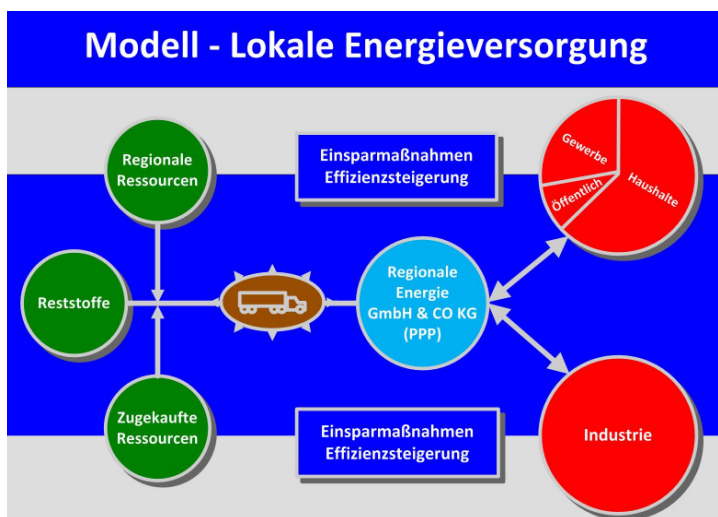 Modell - Lokale Energieversorgung
Regionale
Ressourcen
Einsparmaßnahmen
Effizienzsteigerung
Gewerbe
Öffentlich
Haushalte
Reststoffe
Regionale
Energie
GmbH & CO KG
(PPP)
Zugekaufte
Ressourcen
Einsparmaßnahmen
Effizienzsteigerung
Industrie